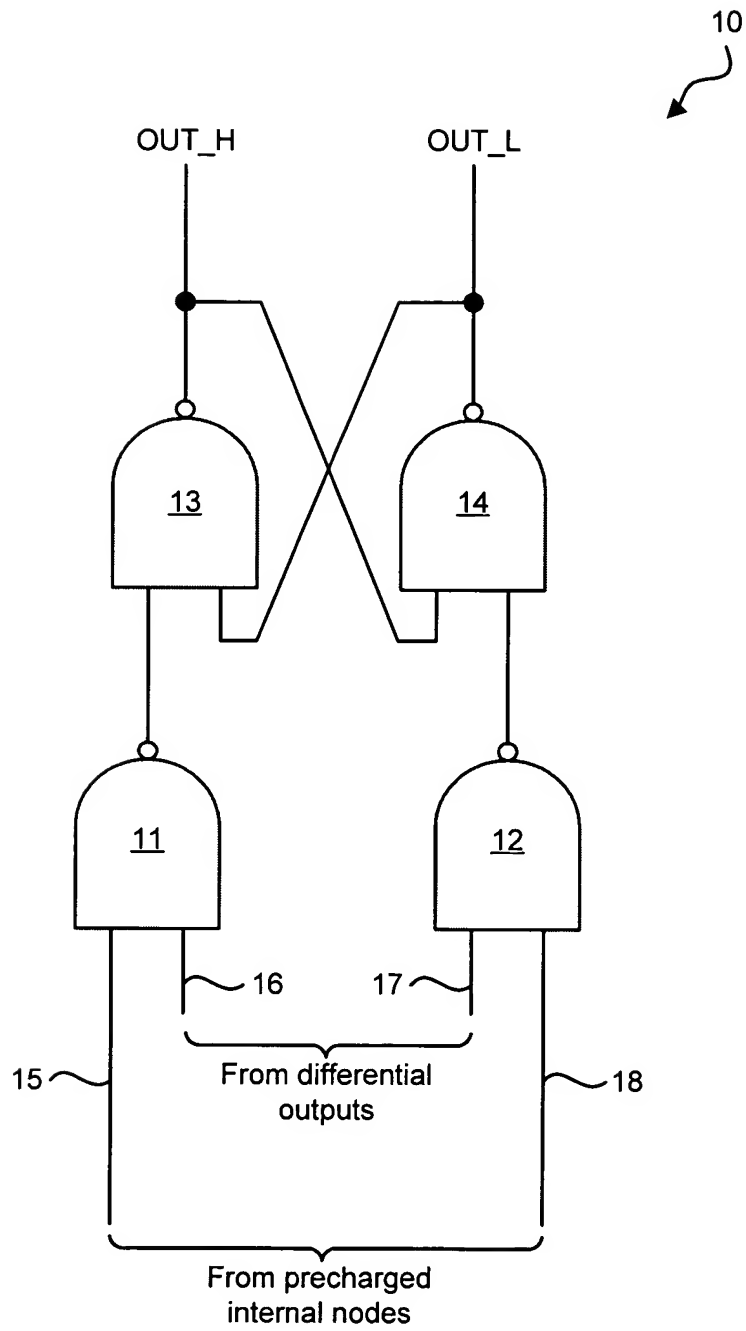 10
OUT_H
OUT_L
13
14
11
12
16
17
From differential
outputs
15
18
From precharged
internal nodes